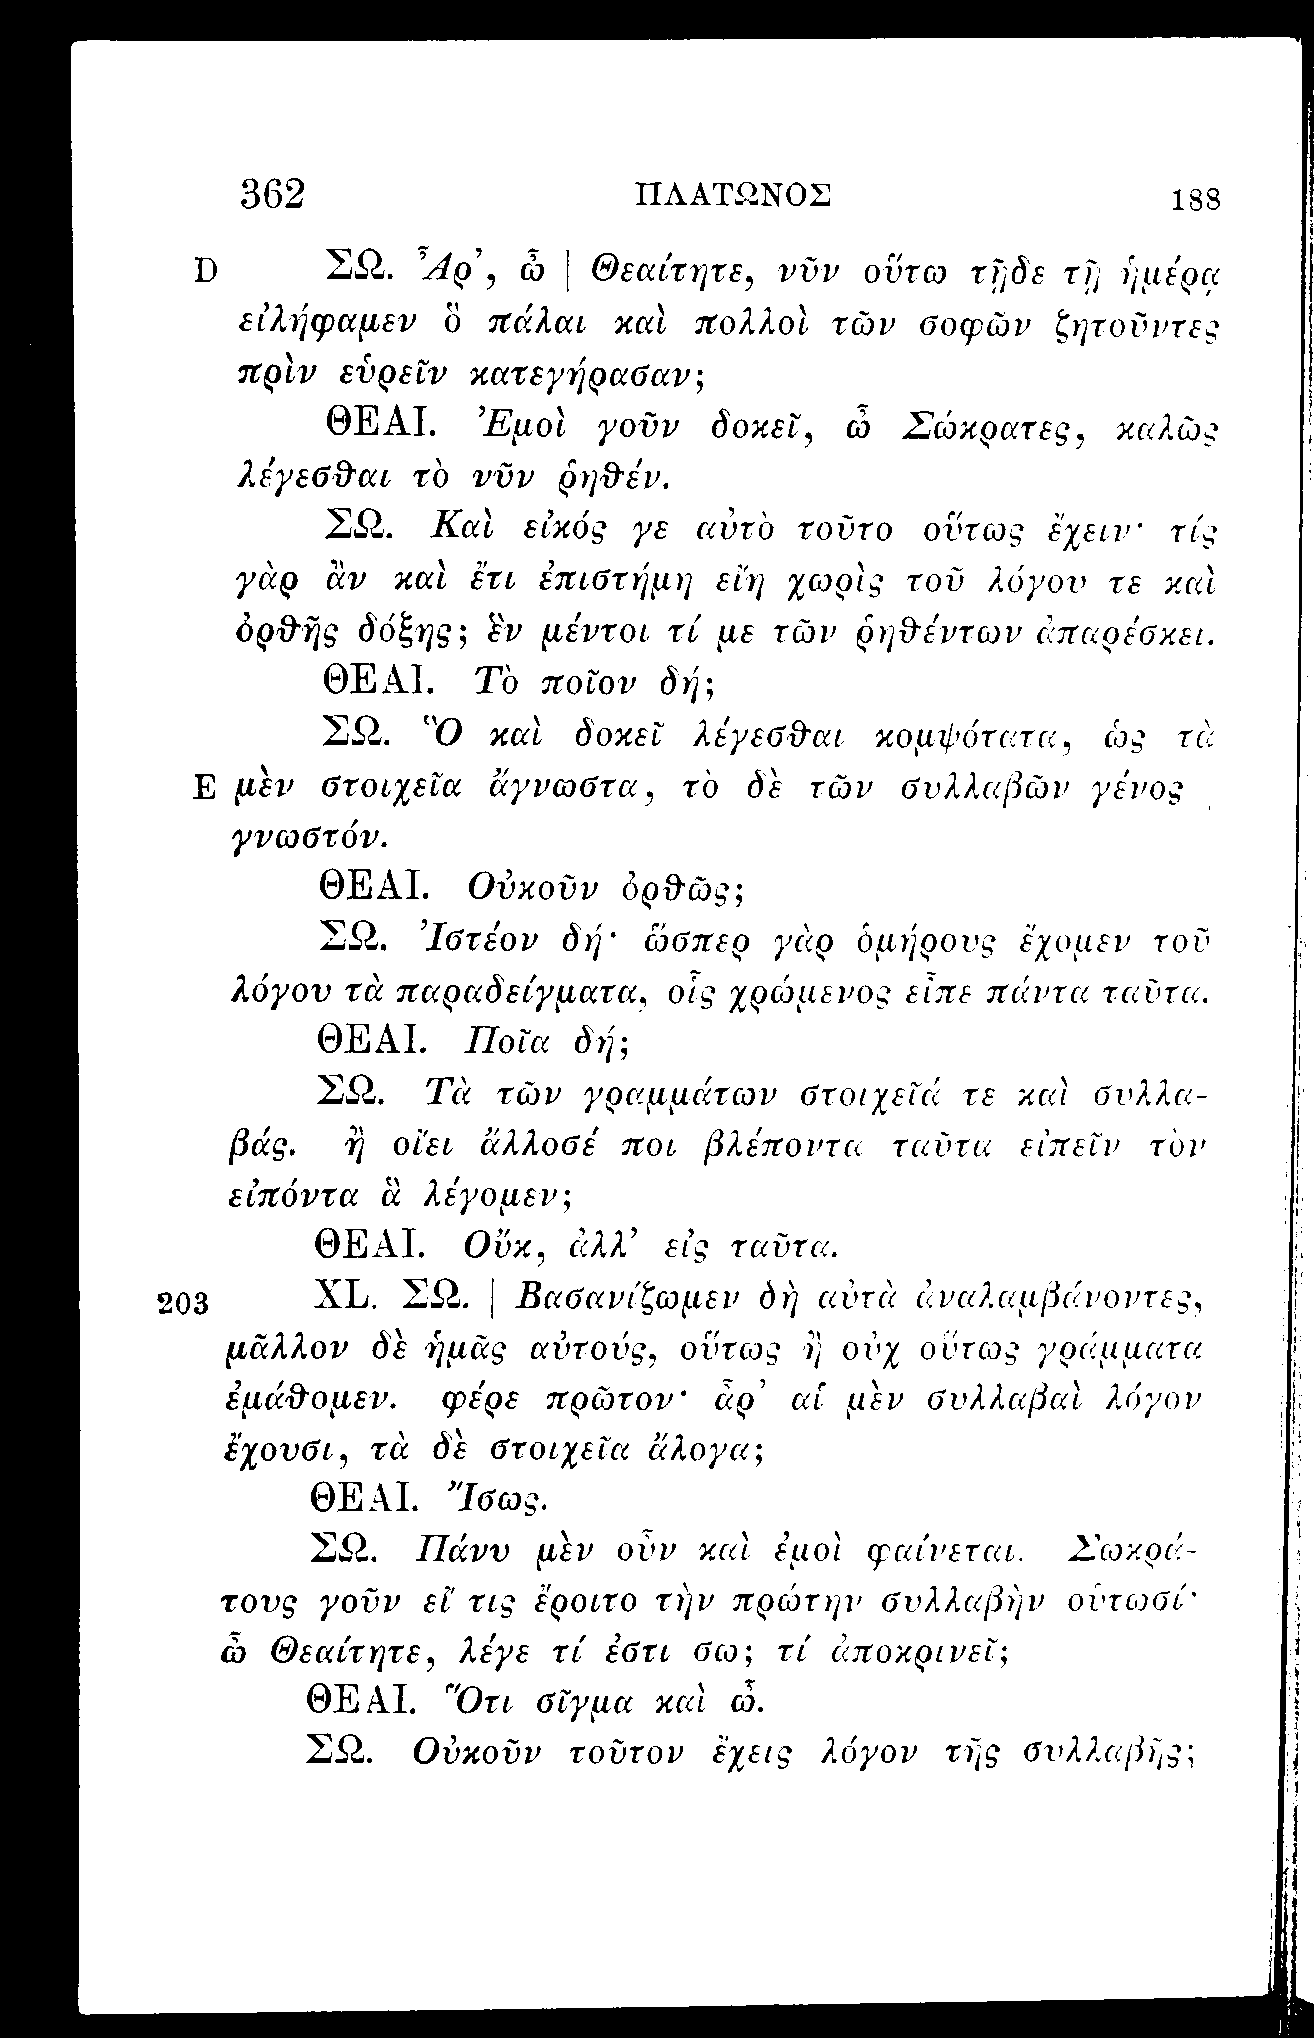 362 ΠΛΑΤΩΝΟΣ 188
D ΣΩ. Ἆρ’, ὦ | Θεαίτητε, νῦν οὕτω τῇδε τῇ ἡμέρᾳ
εἰλήφαμεν ὃ πάλαι καὶ πολλοὶ τῶν σοφῶν ζητοῦντες
πρὶν εὑρεῖν κατεγήρασαν;
ΘΕΑΙ. Ἐμοὶ γοῦν δοκεῖ, ὦ Σώκρατες, καλῶς
λέγεσθαι τὸ νῦν ῥηθέν.
ΣΩ. Καὶ εἰκός γε αὐτὸ τοῦτο οὕτως ἔχειν· τίς
γὰρ ἂν καὶ ἔτι ἐπιστήμη εἴη χωρὶς τοῦ λόγου τε καὶ
ὀρθῆς δόξης; ἓν μέντοι τί με τῶν ῥηθέντων ἀπαρέσκει.
ΘΕΑΙ. Τὸ ποῖον δή;
ΣΩ. Ὃ καὶ δοκεῖ λέγεσθαι κομψότατα, ὡς τὰ
E μὲν στοιχεῖα ἄγνωστα, τὸ δὲ τῶν συλλαβῶν γένος
γνωστόν.
ΘΕΑΙ. Οὐκοῦν ὀρθῶς;
ΣΩ. Ἰστέον δή· ὥσπερ γὰρ ὁμήρους ἔχομεν τοῦ
λόγου τὰ παραδείγματα, οἷς χρώμενος εἶπε πάντα ταῦτα.
ΘΕΑΙ. Ποῖα δή;
ΣΩ. Τὰ τῶν γραμμάτων στοιχεῖά τε καὶ συλλα-
βάς. ἢ οἴει ἄλλοσέ ποι βλέποντα ταῦτα εἰπεῖν τὸν
εἰπόντα ἃ λέγομεν;
ΘΕΑΙ. Οὔκ, ἀλλ’ εἰς ταῦτα.
203 XL. ΣΩ. | Βασανίζωμεν δὴ αὐτὰ ἀναλαμβάνοντες,
μᾶλλον δὲ ἡμᾶς αὐτούς, οὕτως ἢ οὐχ οὕτως γράμματα
ἐμάθομεν. φέρε πρῶτον· ἆρ’ αἱ μὲν συλλαβαὶ λόγον
ἔχουσι, τὰ δὲ στοιχεῖα ἄλογα;
ΘΕΑΙ. Ἴσως.
ΣΩ. Πάνυ μὲν οὖν καὶ ἐμοὶ φαίνεται. Σωκρά-
τους γοῦν εἴ τις ἔροιτο τὴν πρώτην συλλαβὴν οὑτωσί·
ὦ Θεαίτητε, λέγε τί ἐστι σω; τί ἀποκρινεῖ;
ΘΕΑΙ. Ὅτι σῖγμα καὶ ὦ.
ΣΩ. Οὐκοῦν τοῦτον ἔχεις λόγον τῆς συλλαβῆς;